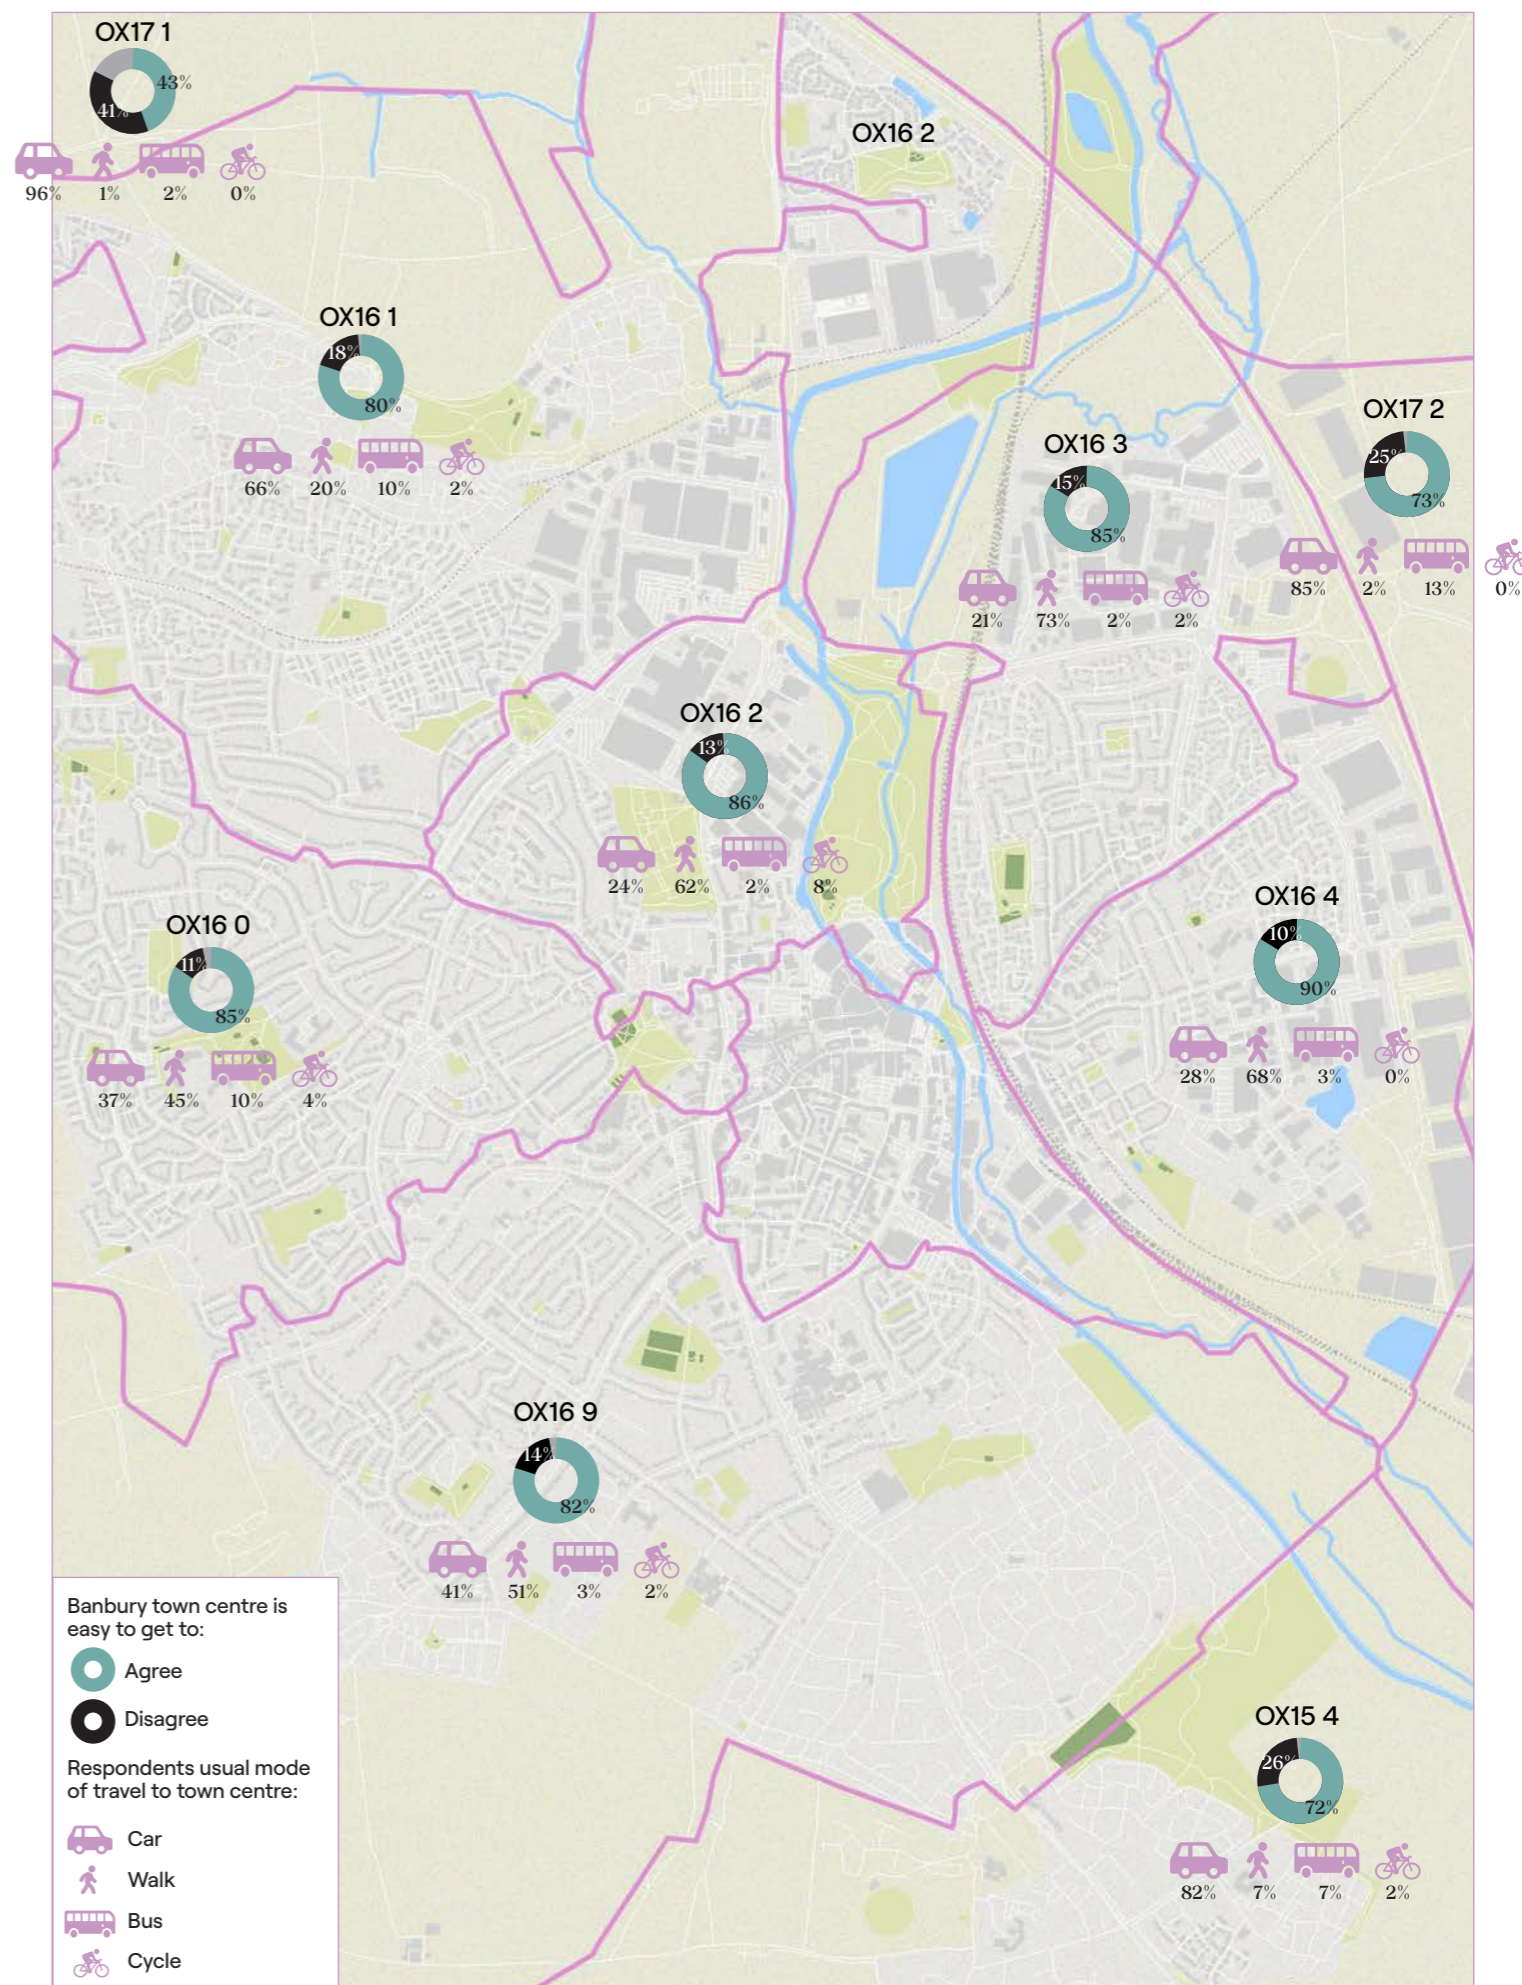 OX17 1
43%
41%
96% 1% 2% 0%
OX16 2
OX16 1
18%
80%
66% 20% 10% 2%
OX17 2
25%
73%
85% 2% 13% 0%
OX16 3
15%
85%
21% 73% 2% 2%
OX16 2
13%
86%
24% 62% 2% 8%
OX16 4
10%
90%
28% 68% 3% 0%
OX16 0
11%
85%
37% 45% 10% 4%
OX16 9
14%
82%
41% 51% 3% 2%
OX15 4
26%
72%
82% 7% 7% 2%
Banbury town centre is
easy to get to:
Agree
Disagree
Respondents usual mode
of travel to town centre:
Car
Walk
Bus
Cycle